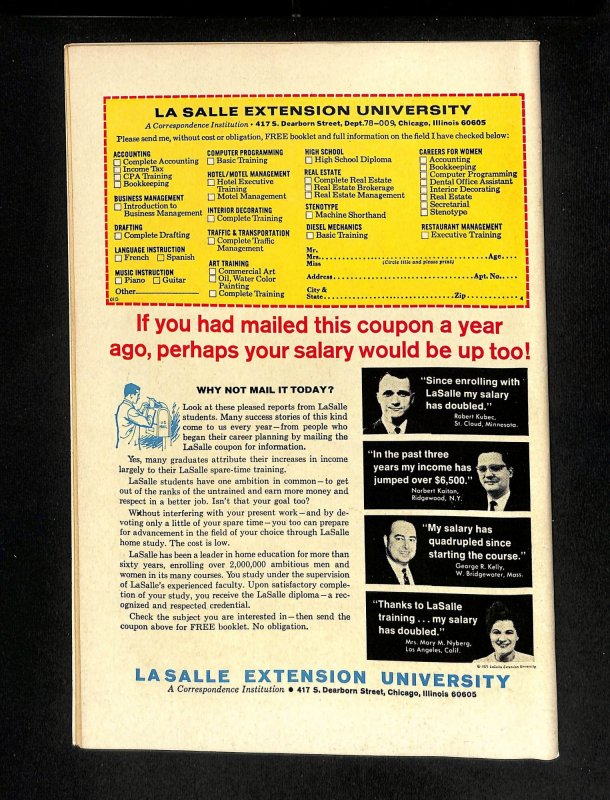 LA SALLE EXTENSION UNIVERSITY
A Correspondence Institution • 417 S. Dearborn Street, Dept. 78-009, Chicago, Illinois 60605
Please send me, without cost or obligation, FREE booklet and full information on the field I have checked below:
ACCOUNTING
Complete Accounting
Income Tax
CPA Training
Bookkeeping
BUSINESS MANAGEMENT
Introduction to
Business Management
DRAFTING
Complete Drafting
LANGUAGE INSTRUCTION
French Spanish
MUSIC INSTRUCTION
Piano Guitar
Other
COMPUTER PROGRAMMING
Basic Training
HOTEL/MOTEL MANAGEMENT
Hotel Executive
Training
Motel Management
INTERIOR DECORATING
Complete Training
TRAFFIC & TRANSPORTATION
Complete Traffic
Management
ART TRAINING
Commercial Art
Oil, Water Color
Painting
Complete Training
HIGH SCHOOL
High School Diploma
REAL ESTATE
Complete Real Estate
Real Estate Brokerage
Real Estate Management
STENOTYPE
Machine Shorthand
DIESEL MECHANICS
Basic Training
CAREERS FOR WOMEN
Accounting
Bookkeeping
Computer Programming
Dental Office Assistant
Interior Decorating
Real Estate
Secretarial
Stenotype
RESTAURANT MANAGEMENT
Executive Training
Mr.
Mrs. Age
Miss (Circle title and please print)
Address Apt. No.
City &
State Zip
4
If you had mailed this coupon a year
ago, perhaps your salary would be up too!
WHY NOT MAIL IT TODAY?
Look at these pleased reports from LaSalle
students. Many success stories of this kind
come to us every year—from people who
began their career planning by mailing the
LaSalle coupon for information.
Yes, many graduates attribute their increases in income
largely to their LaSalle spare-time training.
LaSalle students have one ambition in common—to get
out of the ranks of the untrained and earn more money and
respect in a better job. Isn't that your goal too?
Without interfering with your present work—and by de-
voting only a little of your spare time—you too can prepare
for advancement in the field of your choice through LaSalle
home study. The cost is low.
LaSalle has been a leader in home education for more than
sixty years, enrolling over 2,000,000 ambitious men and
women in its many courses. You study under the supervision
of LaSalle's experienced faculty. Upon satisfactory comple-
tion of your study, you receive the LaSalle diploma—a rec-
ognized and respected credential.
Check the subject you are interested in—then send the
coupon above for FREE booklet. No obligation.
"Since enrolling with
LaSalle my salary
has doubled."
Robert Kubec,
St. Cloud, Minnesota.
"In the past three
years my income has
jumped over $6,500."
Norbert Kaiton,
Ridgewood, N.Y.
"My salary has
quadrupled since
starting the course."
George R. Kelly,
W. Bridgewater, Mass.
"Thanks to LaSalle
training . . . my salary
has doubled."
Mrs. Mary M. Nyberg,
Los Angeles, Calif.
LaSalle Extension University
LA SALLE EXTENSION UNIVERSITY
A Correspondence Institution • 417 S. Dearborn Street, Chicago, Illinois 60605